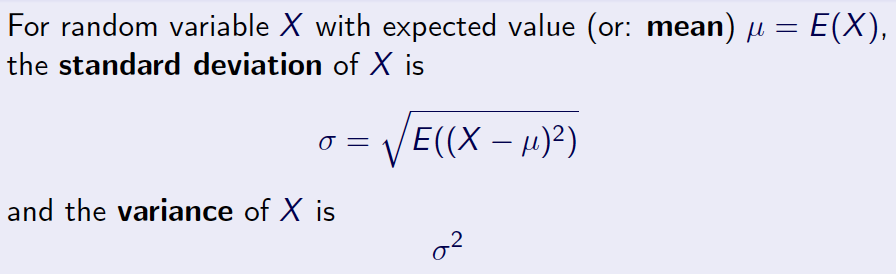 For random variable X with expected value (or: mean) μ = E(X),
the standard deviation of X is
σ = √E((X − μ)²)
and the variance of X is
σ²